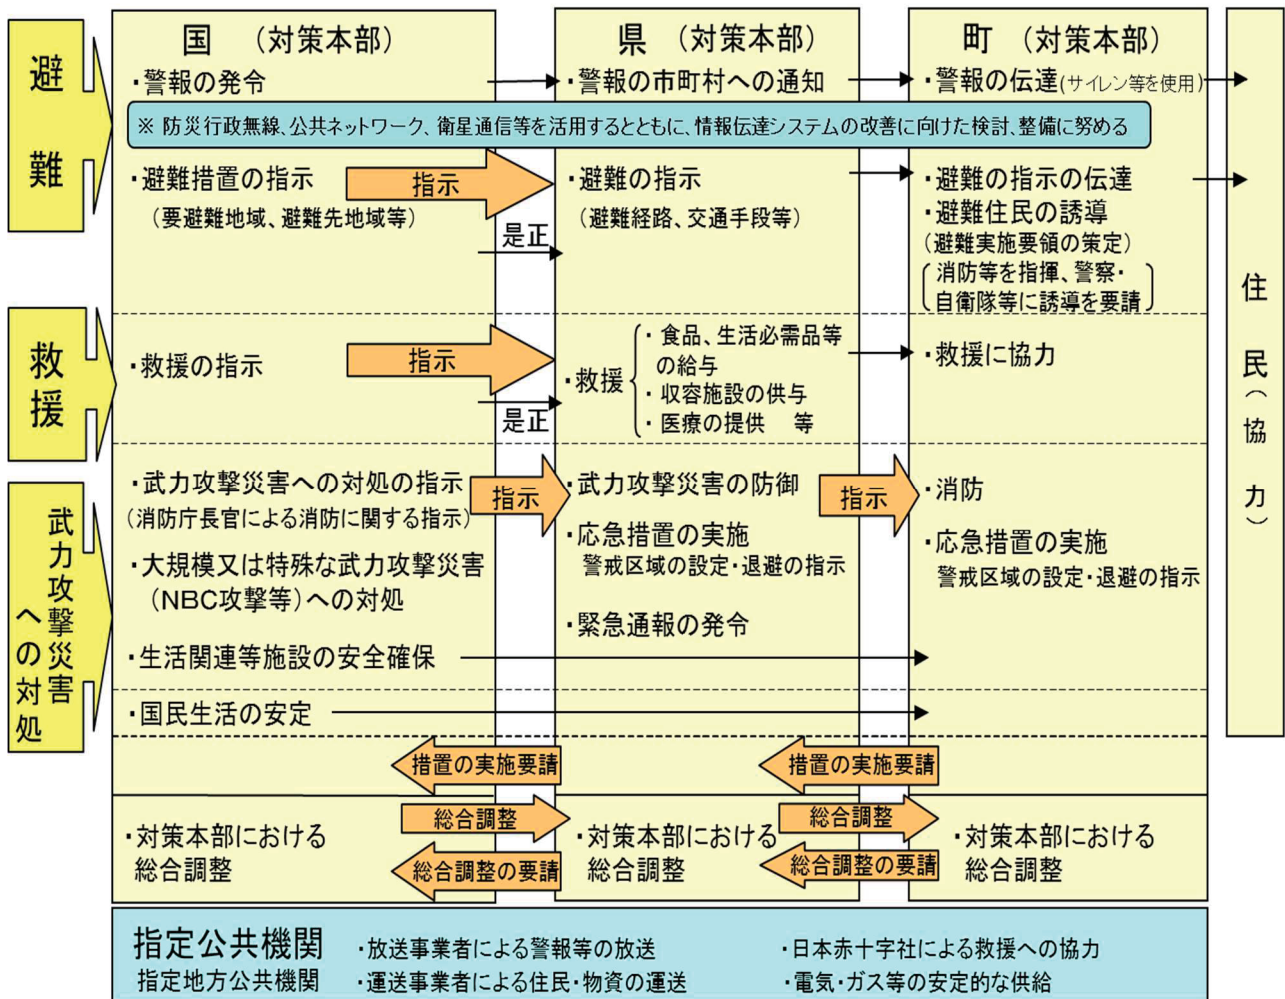 避難
国 (対策本部)
・警報の発令
県 (対策本部)
・警報の市町村への通知
町 (対策本部)
・警報の伝達(サイレン等を使用)
※ 防災行政無線、公共ネットワーク、衛星通信等を活用するとともに、情報伝達システムの改善に向けた検討、整備に努める
・避難措置の指示
(要避難地域、避難先地域等)
指示
是正
・避難の指示
(避難経路、交通手段等)
・避難の指示の伝達
・避難住民の誘導
(避難実施要領の策定)
消防等を指揮、警察・
自衛隊等に誘導を要請
住民(協力)
救援
・救援の指示
指示
是正
・救援
・食品、生活必需品等
の給与
・収容施設の供与
・医療の提供 等
・救援に協力
武力攻撃災害
への対処
・武力攻撃災害への対処の指示
(消防庁長官による消防に関する指示)
・大規模又は特殊な武力攻撃災害
(NBC攻撃等)への対処
・生活関連等施設の安全確保
指示
・武力攻撃災害の防御
・応急措置の実施
警戒区域の設定・退避の指示
・緊急通報の発令
指示
・消防
・応急措置の実施
警戒区域の設定・退避の指示
・国民生活の安定
措置の実施要請
措置の実施要請
・対策本部における
総合調整
総合調整
総合調整の要請
・対策本部における
総合調整
総合調整
総合調整の要請
・対策本部における
総合調整
指定公共機関
指定地方公共機関
・放送事業者による警報等の放送
・運送事業者による住民・物資の運送
・日本赤十字社による救援への協力
・電気・ガス等の安定的な供給